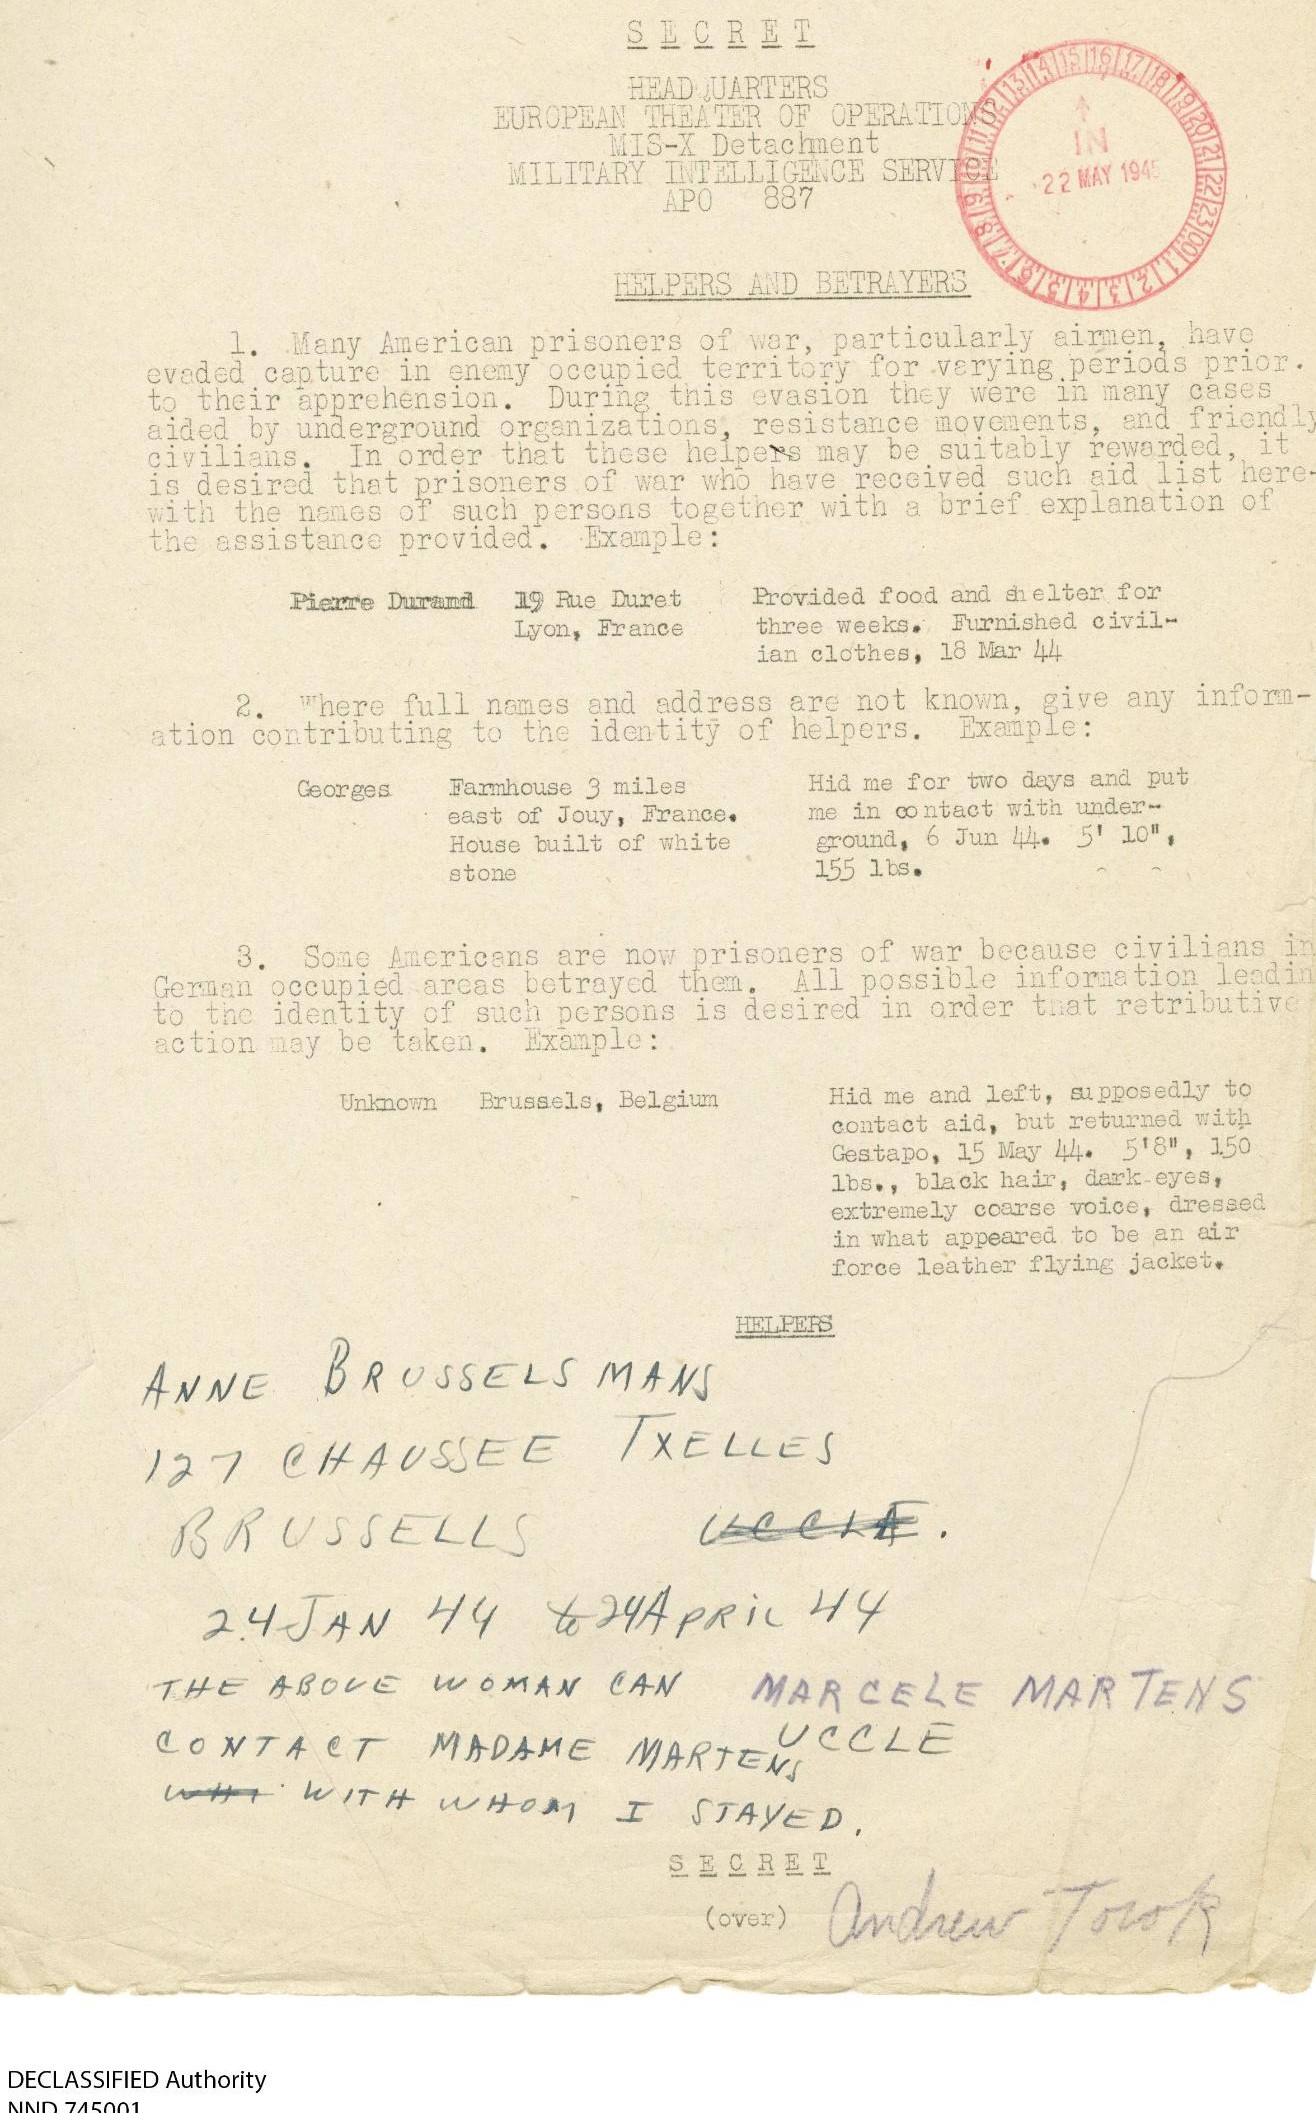 S E C R E T
HEADQUARTERS
EUROPEAN THEATER OF OPERATIONS
MIS-X Detachment
MILITARY INTELLIGENCE SERVICE
APO 887
IN
22 MAY 1945
HELPERS AND BETRAYERS
1. Many American prisoners of war, particularly airmen, have
evaded capture in enemy occupied territory for varying periods prior
to their apprehension. During this evasion they were in many cases
aided by underground organizations, resistance movements, and friendly
civilians. In order that these helpers may be suitably rewarded, it
is desired that prisoners of war who have received such aid list here-
with the names of such persons together with a brief explanation of
the assistance provided. Example:
Pierre Durand 19 Rue Duret Provided food and shelter for
Lyon, France three weeks. Furnished civil-
ian clothes, 18 Mar 44
2. Where full names and address are not known, give any inform-
ation contributing to the identity of helpers. Example:
Georges Farmhouse 3 miles Hid me for two days and put
east of Jouy, France. me in contact with under-
House built of white ground, 6 Jun 44. 5' 10",
stone 155 lbs.
3. Some Americans are now prisoners of war because civilians in
German occupied areas betrayed them. All possible information leadin
to the identity of such persons is desired in order that retributive
action may be taken. Example:
Unknown Brussels, Belgium Hid me and left, supposedly to
contact aid, but returned with
Gestapo, 15 May 44. 5'8", 150
lbs., black hair, dark eyes,
extremely coarse voice, dressed
in what appeared to be an air
force leather flying jacket.
HELPERS
ANNE BRUSSELSMANS
127 CHAUSSEE IXELLES
BRUSSELLS UCCLE.
24 JAN 44 to 24 APRIL 44
THE ABOVE WOMAN CAN MARCELE MARTENS
CONTACT MADAME MARTENS UCCLE
WHI WITH WHOM I STAYED.
S E C R E T
(over) Andrew Torok
DECLASSIFIED Authority
NND 745001